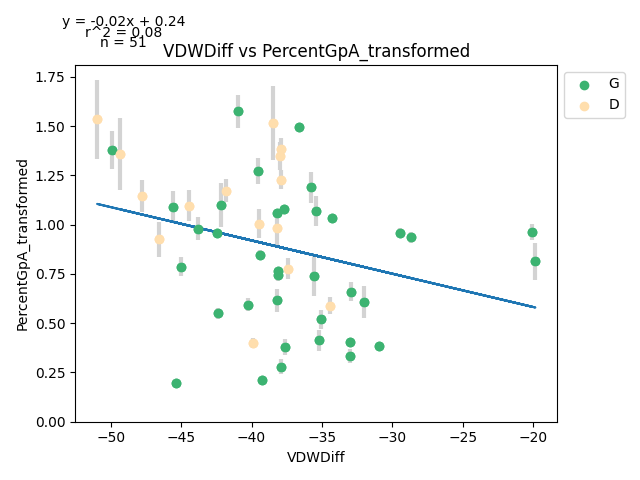 y = -0.02x + 0.24
r^2 = 0.08
n = 51
VDWDiff vs PercentGpA_transformed
G
D
PercentGpA_transformed
1.75
1.50
1.25
1.00
0.75
0.50
0.25
0.00
−50 −45 −40 −35 −30 −25 −20
VDWDiff